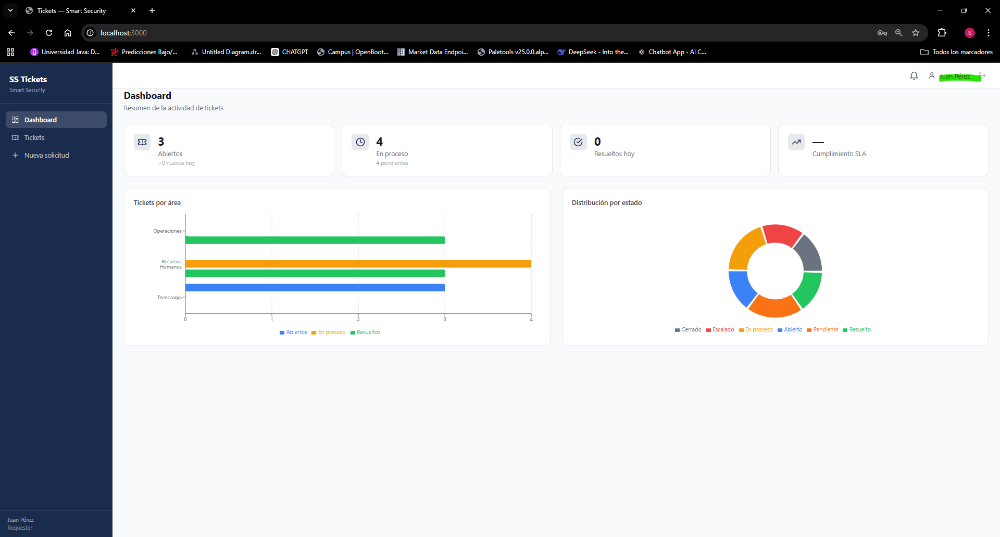 Tickets — Smart Security
localhost:3000
Universidad Java: D...
Predicciones Bajo/...
Untitled Diagram.dr...
CHATGPT
Campus | OpenBoot...
Market Data Endpoi...
Paletools v25.0.0.alp...
DeepSeek - Into the...
Chatbot App - AI C...
Todos los marcadores
S
SS Tickets
Smart Security
Dashboard
Tickets
Nueva solicitud
Juan Pérez
Requester
Juan Pérez
Dashboard
Resumen de la actividad de tickets
3
Abiertos
+0 nuevos hoy
4
En proceso
4 pendientes
0
Resueltos hoy
—
Cumplimiento SLA
Tickets por área
Operaciones
Recursos
Humanos
Tecnología
0 1 2 3 4
Abiertos En proceso Resueltos
Distribución por estado
Cerrado Escalado En proceso Abierto Pendiente Resuelto